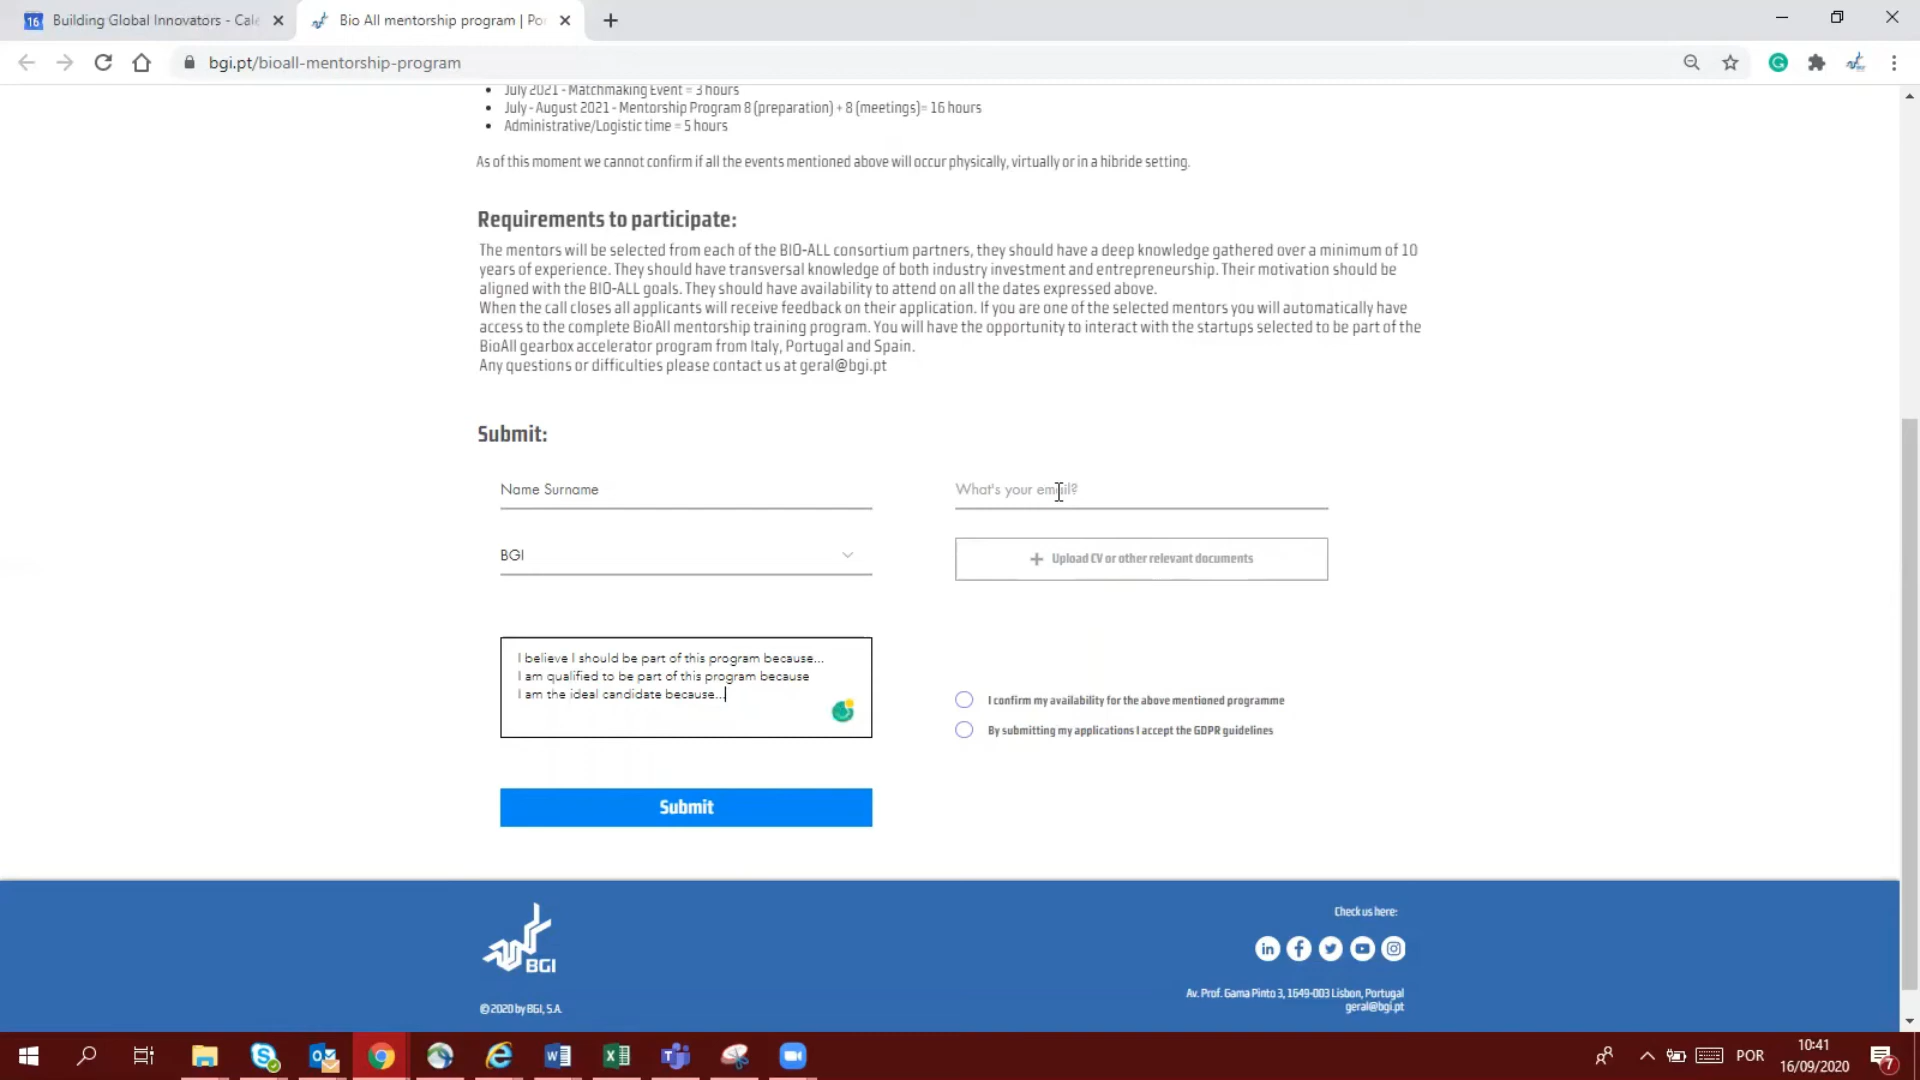 16 Building Global Innovators - Cale
Bio All mentorship program | Po
bgi.pt/bioall-mentorship-program
July 2021 - Matchmaking Event = 3 hours
July - August 2021 - Mentorship Program 8 (preparation) + 8 (meetings)= 16 hours
Administrative/Logistic time = 5 hours
As of this moment we cannot confirm if all the events mentioned above will occur physically, virtually or in a hibride setting.
Requirements to participate:
The mentors will be selected from each of the BIO-ALL consortium partners, they should have a deep knowledge gathered over a minimum of 10
years of experience. They should have transversal knowledge of both industry investment and entrepreneurship. Their motivation should be
aligned with the BIO-ALL goals. They should have availability to attend on all the dates expressed above.
When the call closes all applicants will receive feedback on their application. If you are one of the selected mentors you will automatically have
access to the complete BioAll mentorship training program. You will have the opportunity to interact with the startups selected to be part of the
BioAll gearbox accelerator program from Italy, Portugal and Spain.
Any questions or difficulties please contact us at geral@bgi.pt
Submit:
Name Surname
What's your email?
BGI
+ Upload CV or other relevant documents
I believe I should be part of this program because...
I am qualified to be part of this program because
I am the ideal candidate because...
I confirm my availability for the above mentioned programme
By submitting my applications I accept the GDPR guidelines
Submit
BGI
© 2020 by BGI, S.A.
Check us here:
Av. Prof. Gama Pinto 3, 1649-003 Lisbon, Portugal
geral@bgi.pt
POR
10:41
16/09/2020
7